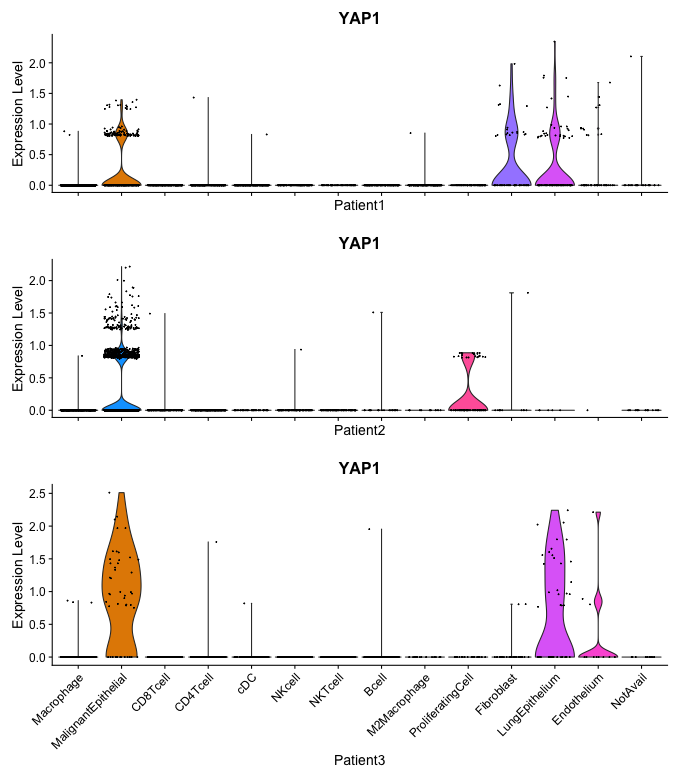 YAP1
Expression Level
2.0
1.5
1.0
0.5
0.0
Patient1
YAP1
Expression Level
2.0
1.5
1.0
0.5
0.0
Patient2
YAP1
Expression Level
2.5
2.0
1.5
1.0
0.5
0.0
Macrophage
MalignantEpithelial
CD8Tcell
CD4Tcell
cDC
NKcell
NKTcell
Bcell
M2Macrophage
ProliferatingCell
Fibroblast
LungEpithelium
Endothelium
NotAvail
Patient3